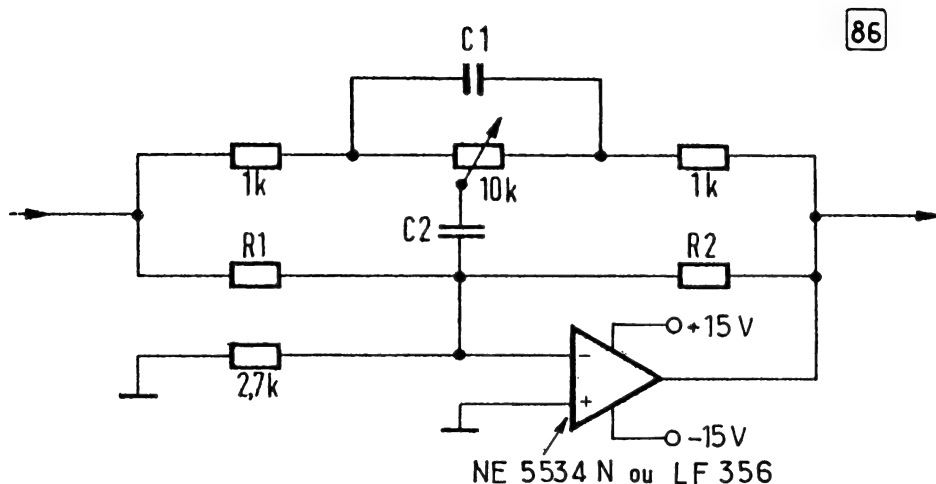 86
C1
1k
10k
1k
C2
R1
R2
+15 V
2,7k
−
+
-15 V
NE 5534 N ou LF 356